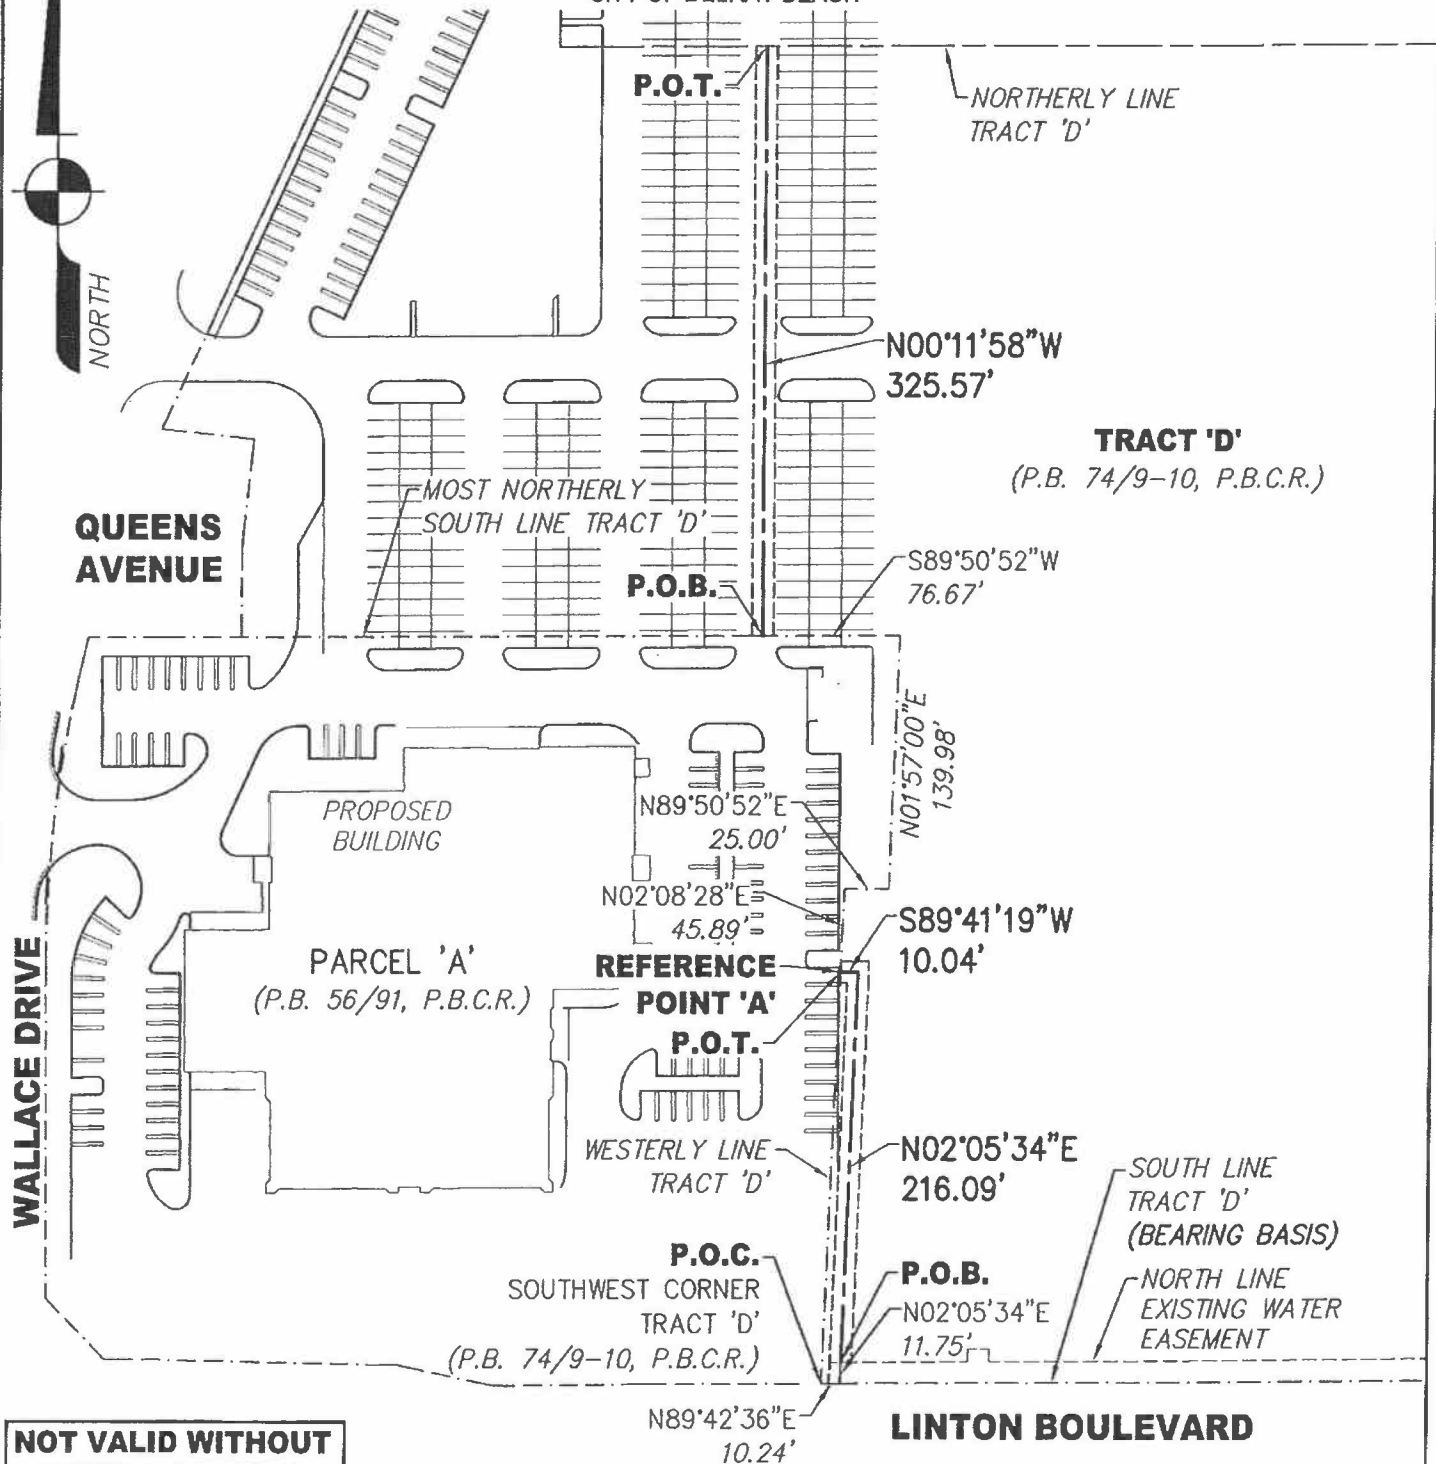 CITY OF DELRAY BEACH
P.O.T.
NORTHERLY LINE
TRACT 'D'
NORTH
N00°11'58"W
325.57'
TRACT 'D'
(P.B. 74/9-10, P.B.C.R.)
MOST NORTHERLY
SOUTH LINE TRACT 'D'
QUEENS
AVENUE
S89°50'52"W
76.67'
P.O.B.
N01°57'00"E
139.98'
PROPOSED
BUILDING
N89°50'52"E
25.00'
N02°08'28"E
45.89'
S89°41'19"W
10.04'
PARCEL 'A'
(P.B. 56/91, P.B.C.R.)
REFERENCE
POINT 'A'
P.O.T.
WALLACE DRIVE
WESTERLY LINE
TRACT 'D'
N02°05'34"E
216.09'
SOUTH LINE
TRACT 'D'
(BEARING BASIS)
P.O.C.
SOUTHWEST CORNER
TRACT 'D'
(P.B. 74/9-10, P.B.C.R.)
P.O.B.
N02°05'34"E
11.75'
NORTH LINE
EXISTING WATER
EASEMENT
N89°42'36"E
10.24'
LINTON BOULEVARD
NOT VALID WITHOUT